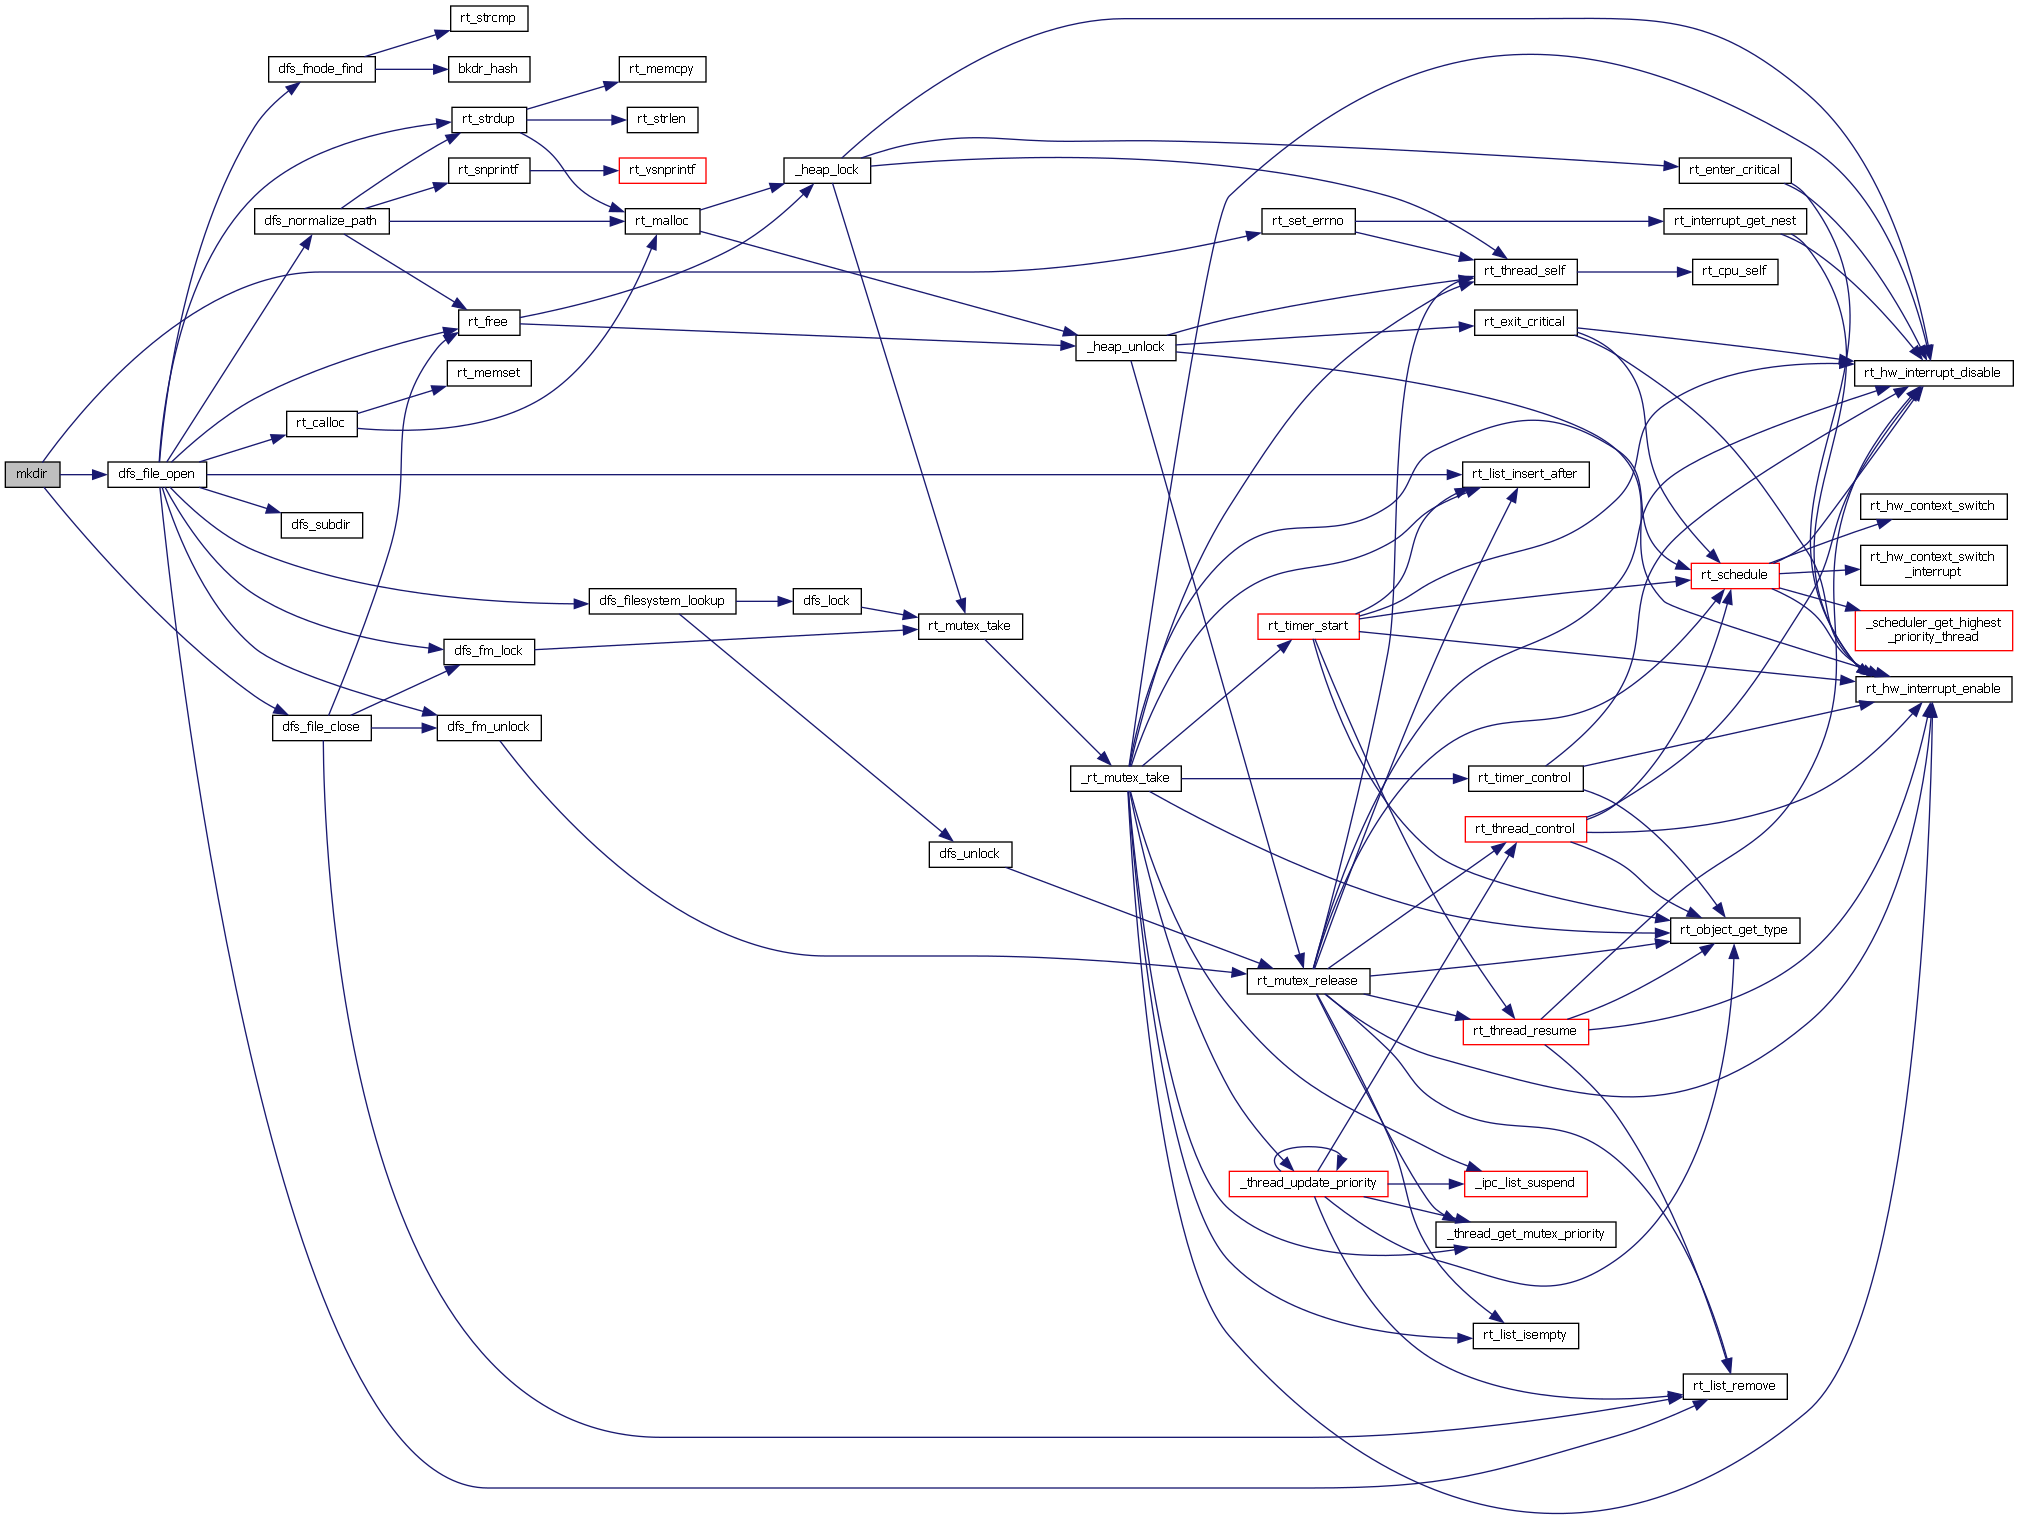 rt_strcmp
dfs_fnode_find
bkdr_hash
rt_memcpy
rt_strdup
rt_strlen
_heap_lock
rt_snprintf
rt_vsnprintf
rt_enter_critical
dfs_normalize_path
rt_malloc
rt_set_errno
rt_interrupt_get_nest
rt_thread_self
rt_cpu_self
rt_free
rt_exit_critical
_heap_unlock
rt_memset
rt_hw_interrupt_disable
rt_calloc
mkdir
dfs_file_open
rt_list_insert_after
rt_hw_context_switch
dfs_subdir
rt_hw_context_switch
_interrupt
rt_schedule
dfs_filesystem_lookup
dfs_lock
rt_mutex_take
rt_timer_start
_scheduler_get_highest
_priority_thread
dfs_fm_lock
rt_hw_interrupt_enable
dfs_file_close
dfs_fm_unlock
_rt_mutex_take
rt_timer_control
rt_thread_control
dfs_unlock
rt_object_get_type
rt_mutex_release
rt_thread_resume
_thread_update_priority
_ipc_list_suspend
_thread_get_mutex_priority
rt_list_isempty
rt_list_remove